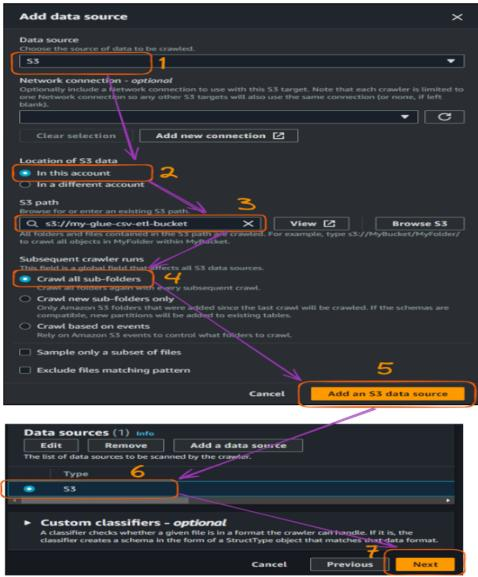 Add data source
Data source
Choose the source of data to be crawled.
1
S3
Network connection - optional
Optionally include a Network connection to use with this S3 target. Note that each crawler is limited to
one Network connection so any other S3 targets will also use the same connection (or none, if left
blank).
Clear selection
Add new connection
Location of S3 data
In this account
2
In a different account
S3 path
3
Browse for or enter an existing S3 path.
s3://my-glue-csv-etl-bucket
View
Browse S3
All folders and files contained in the S3 path are crawled. For example, type s3://MyBucket/MyFolder/
to crawl all objects in MyFolder within MyBucket.
Subsequent crawler runs
This field is a global field that affects all S3 data sources.
Crawl all sub-folders
4
Crawl all folders again with every subsequent crawl.
Crawl new sub-folders only
Only Amazon S3 folders that were added since the last crawl will be crawled. If the schemas are
compatible, new partitions will be added to existing tables.
Crawl based on events
Rely on Amazon S3 events to control what folders to crawl.
Sample only a subset of files
Exclude files matching pattern
5
Cancel
Add an S3 data source
Data sources (1) Info
Edit
Remove
Add a data source
The list of data sources to be scanned by the crawler.
Type
6
S3
Custom classifiers - optional
A classifier checks whether a given file is in a format the crawler can handle. If it is, the
classifier creates a schema in the form of a StructType object that matches that data format.
7
Cancel
Previous
Next